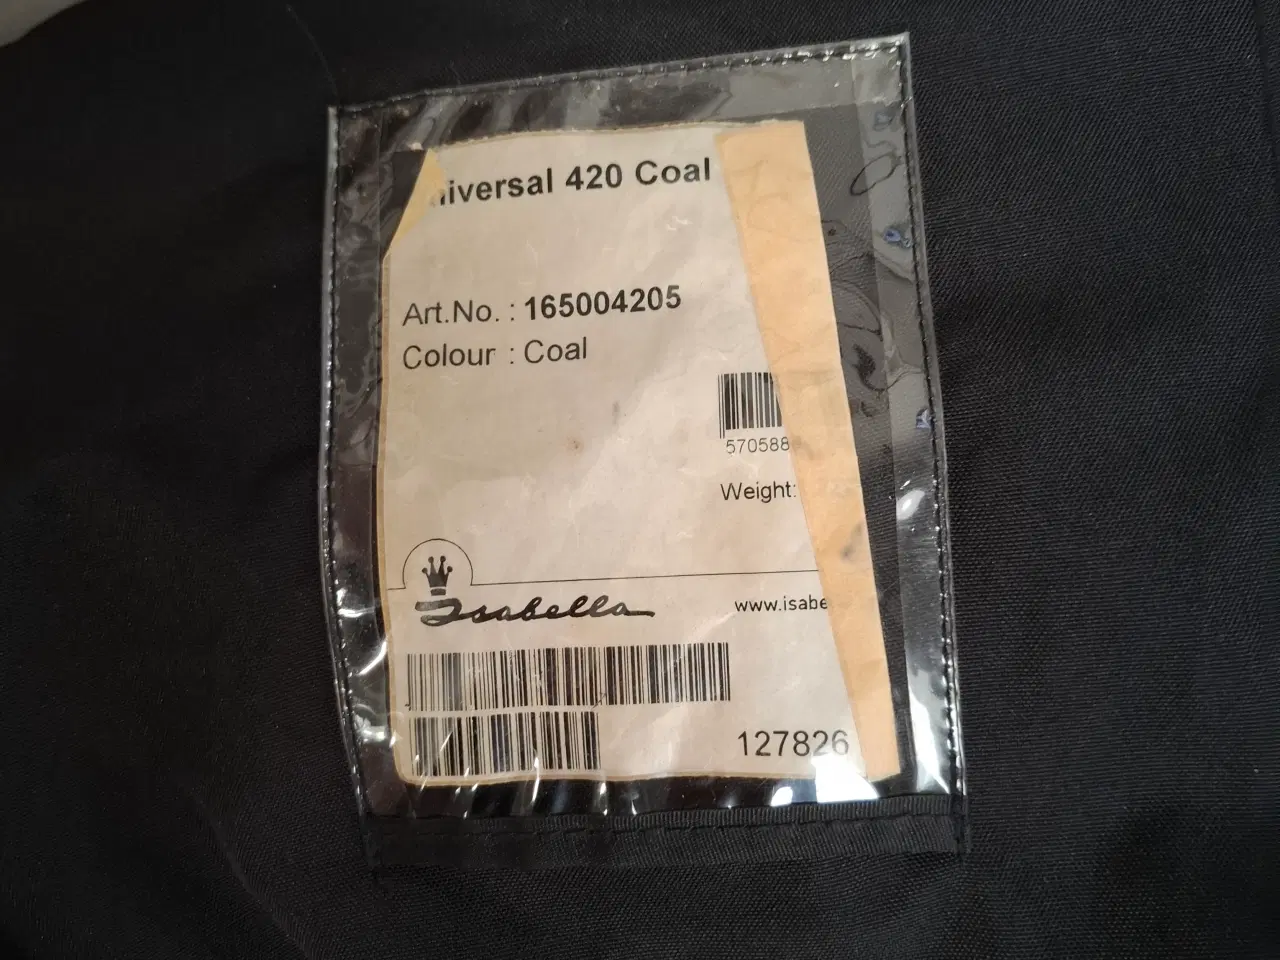 niversal 420 Coal
Art.No. : 165004205
Colour : Coal
570588
Weight:
Isabella
www.isabe
127826